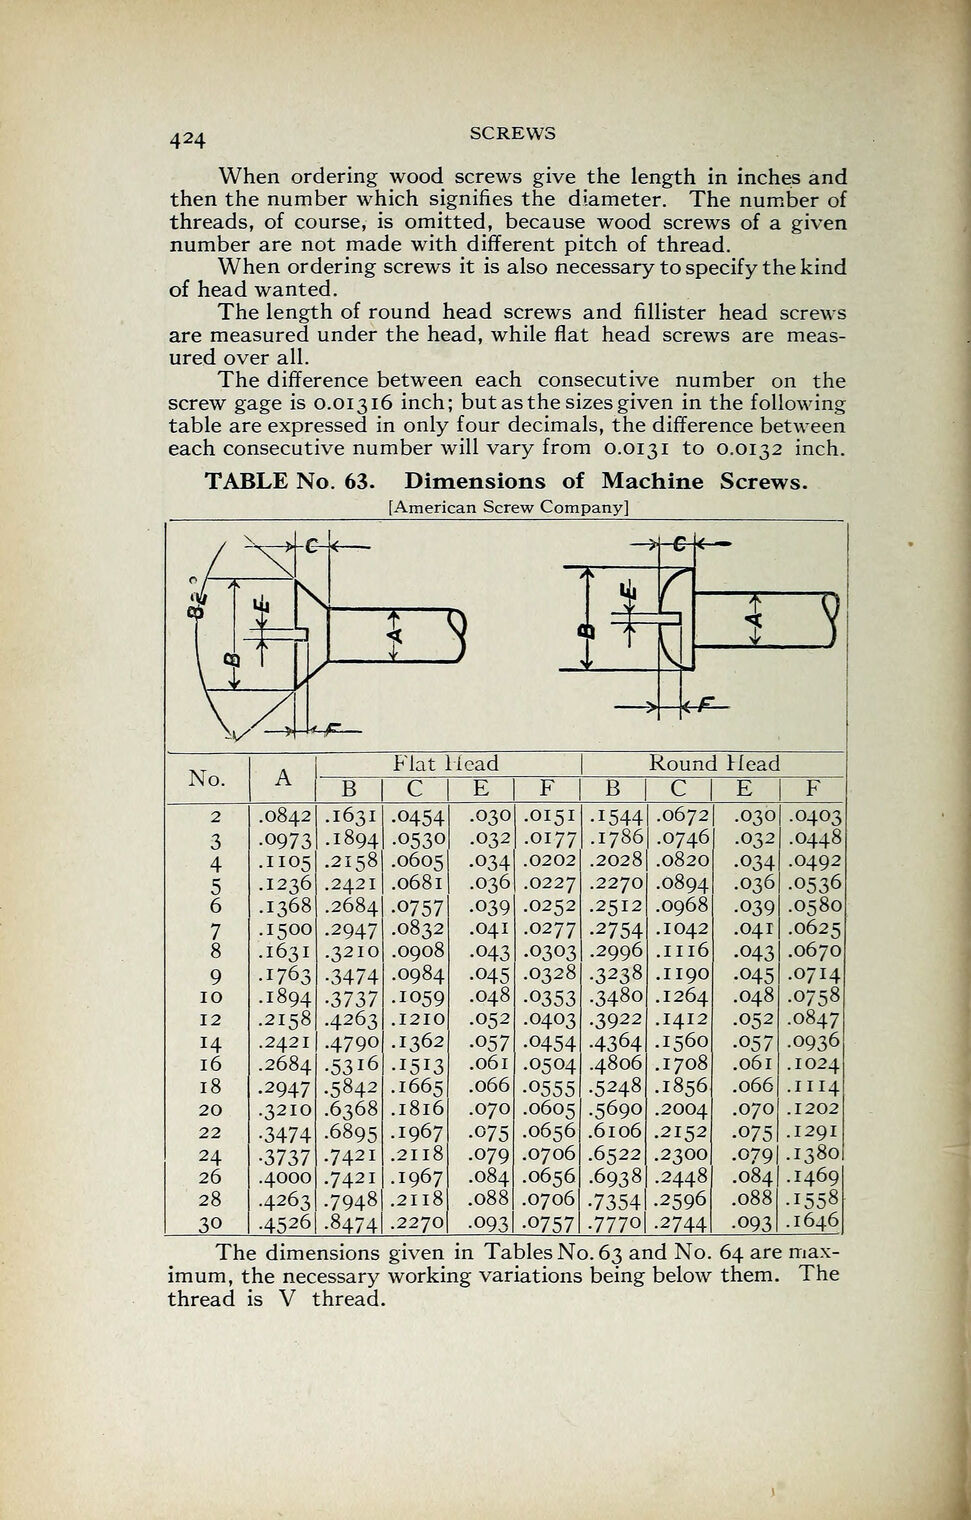 424
SCREWS
When ordering wood screws give the length in inches and
then the number which signifies the diameter. The number of
threads, of course, is omitted, because wood screws of a given
number are not made with different pitch of thread.
When ordering screws it is also necessary to specify the kind
of head wanted.
The length of round head screws and fillister head screws
are measured under the head, while flat head screws are meas-
ured over all.
The difference between each consecutive number on the
screw gage is 0.01316 inch; but as the sizes given in the following
table are expressed in only four decimals, the difference between
each consecutive number will vary from 0.0131 to 0.0132 inch.
TABLE No. 63. Dimensions of Machine Screws.
[American Screw Company]
C C
B E A B E A
F F
No. A Flat Head Round Head
B C E F B C E F
2 .0842 .1631 .0454 .030 .0151 .1544 .0672 .030 .0403
3 .0973 .1894 .0530 .032 .0177 .1786 .0746 .032 .0448
4 .1105 .2158 .0605 .034 .0202 .2028 .0820 .034 .0492
5 .1236 .2421 .0681 .036 .0227 .2270 .0894 .036 .0536
6 .1368 .2684 .0757 .039 .0252 .2512 .0968 .039 .0580
7 .1500 .2947 .0832 .041 .0277 .2754 .1042 .041 .0625
8 .1631 .3210 .0908 .043 .0303 .2996 .1116 .043 .0670
9 .1763 .3474 .0984 .045 .0328 .3238 .1190 .045 .0714
10 .1894 .3737 .1059 .048 .0353 .3480 .1264 .048 .0758
12 .2158 .4263 .1210 .052 .0403 .3922 .1412 .052 .0847
14 .2421 .4790 .1362 .057 .0454 .4364 .1560 .057 .0936
16 .2684 .5316 .1513 .061 .0504 .4806 .1708 .061 .1024
18 .2947 .5842 .1665 .066 .0555 .5248 .1856 .066 .1114
20 .3210 .6368 .1816 .070 .0605 .5690 .2004 .070 .1202
22 .3474 .6895 .1967 .075 .0656 .6106 .2152 .075 .1291
24 .3737 .7421 .2118 .079 .0706 .6522 .2300 .079 .1380
26 .4000 .7421 .1967 .084 .0656 .6938 .2448 .084 .1469
28 .4263 .7948 .2118 .088 .0706 .7354 .2596 .088 .1558
30 .4526 .8474 .2270 .093 .0757 .7770 .2744 .093 .1646
The dimensions given in Tables No. 63 and No. 64 are max-
imum, the necessary working variations being below them. The
thread is V thread.